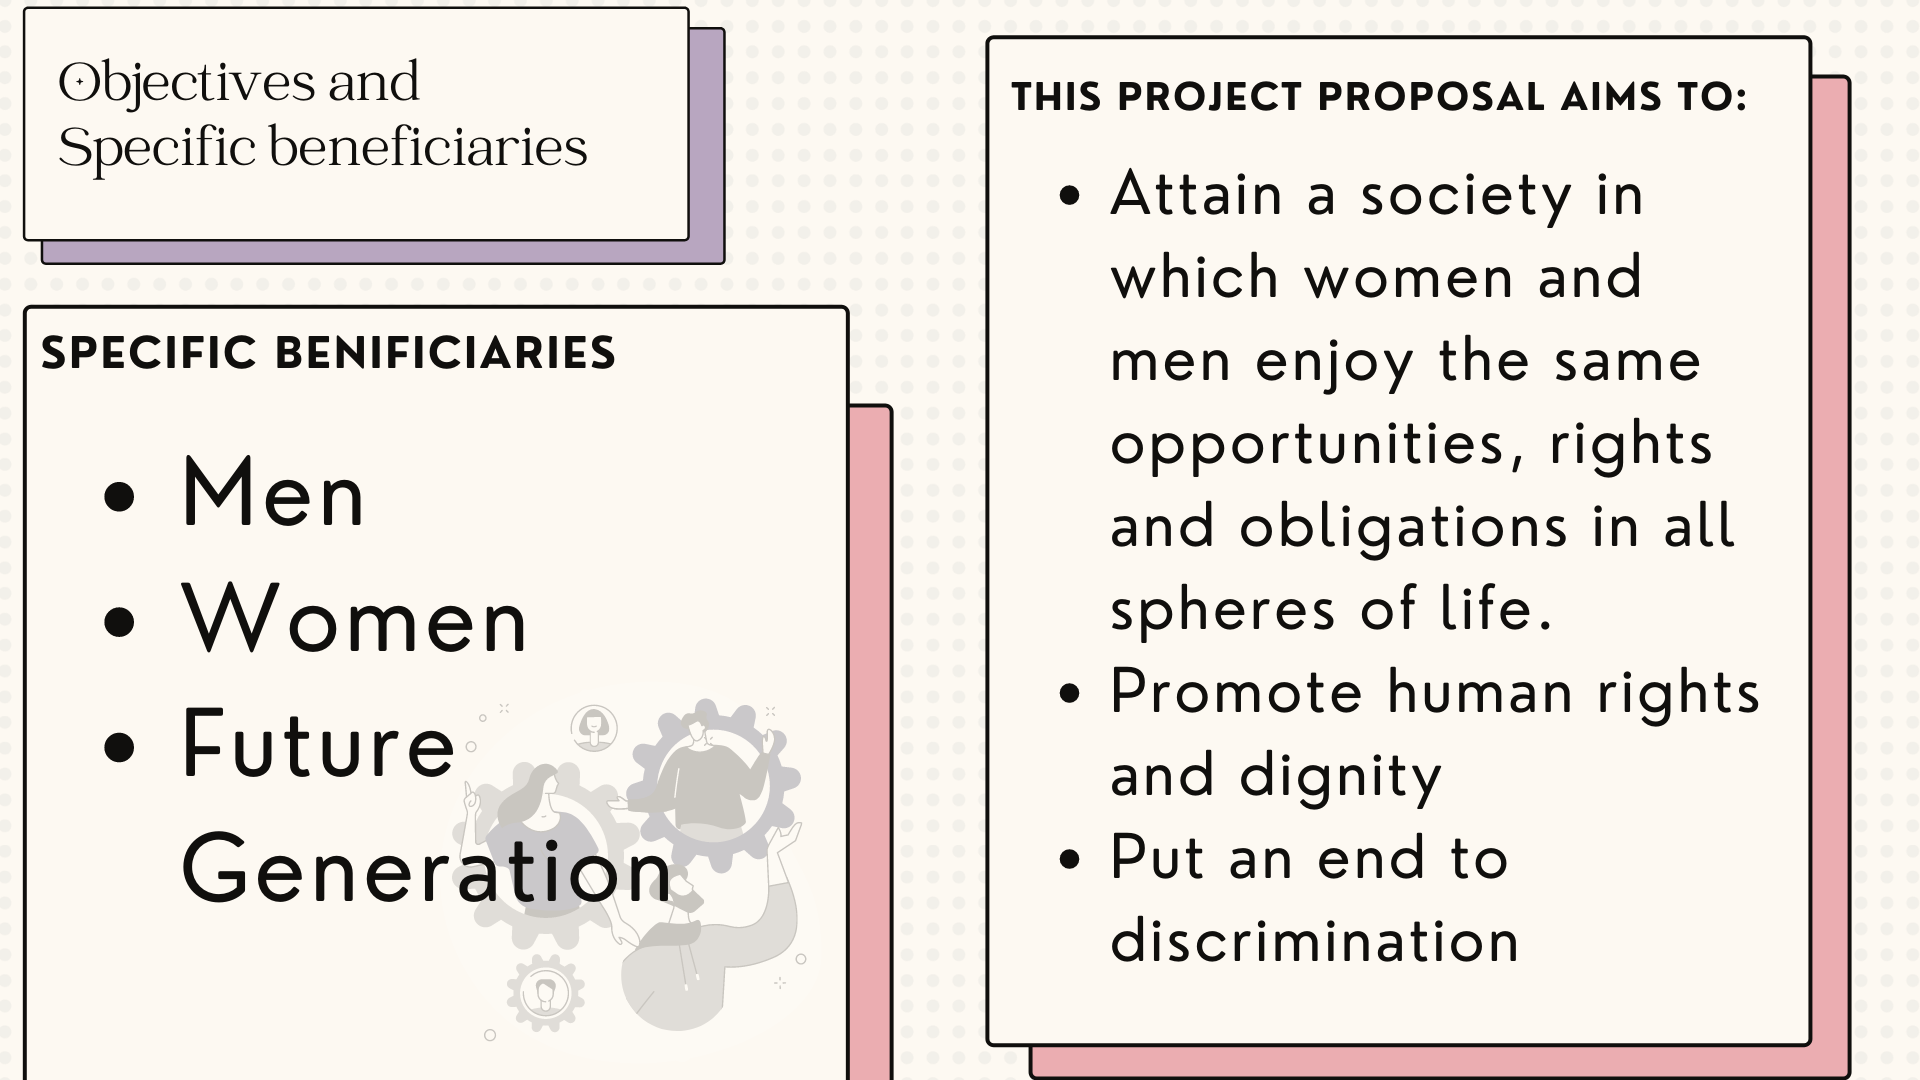 Objectives and
Specific beneficiaries
SPECIFIC BENIFICIARIES
• Men
• Women
• Future
Generation
THIS PROJECT PROPOSAL AIMS TO:
• Attain a society in
which women and
men enjoy the same
opportunities, rights
and obligations in all
spheres of life.
• Promote human rights
and dignity
• Put an end to
discrimination